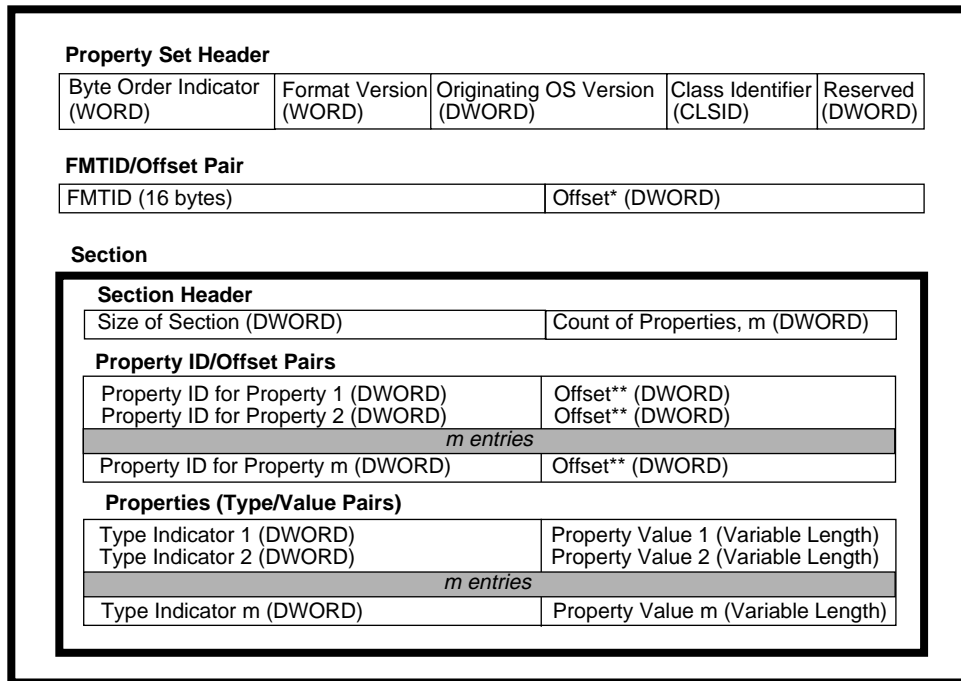 Property Set Header
Byte Order Indicator (WORD)
Format Version (WORD)
Originating OS Version (DWORD)
Class Identifier (CLSID)
Reserved (DWORD)
FMTID/Offset Pair
FMTID (16 bytes) Offset* (DWORD)
Section
Section Header
Size of Section (DWORD) Count of Properties, m (DWORD)
Property ID/Offset Pairs
Property ID for Property 1 (DWORD) Offset** (DWORD)
Property ID for Property 2 (DWORD) Offset** (DWORD)
m entries
Property ID for Property m (DWORD) Offset** (DWORD)
Properties (Type/Value Pairs)
Type Indicator 1 (DWORD) Property Value 1 (Variable Length)
Type Indicator 2 (DWORD) Property Value 2 (Variable Length)
m entries
Type Indicator m (DWORD) Property Value m (Variable Length)